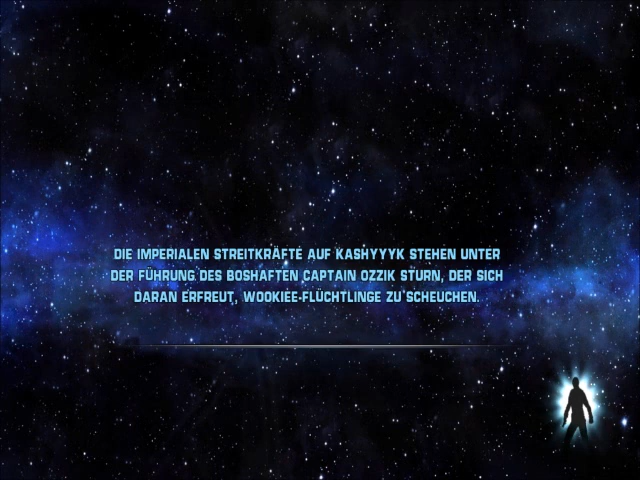 DIE IMPERIALEN STREITKRÄFTE AUF KASHYYYK STEHEN UNTER
DER FÜHRUNG DES BOSHAFTEN CAPTAIN OZZIK STURN, DER SICH
DARAN ERFREUT, WOOKIEE-FLÜCHTLINGE ZU SCHEUCHEN.